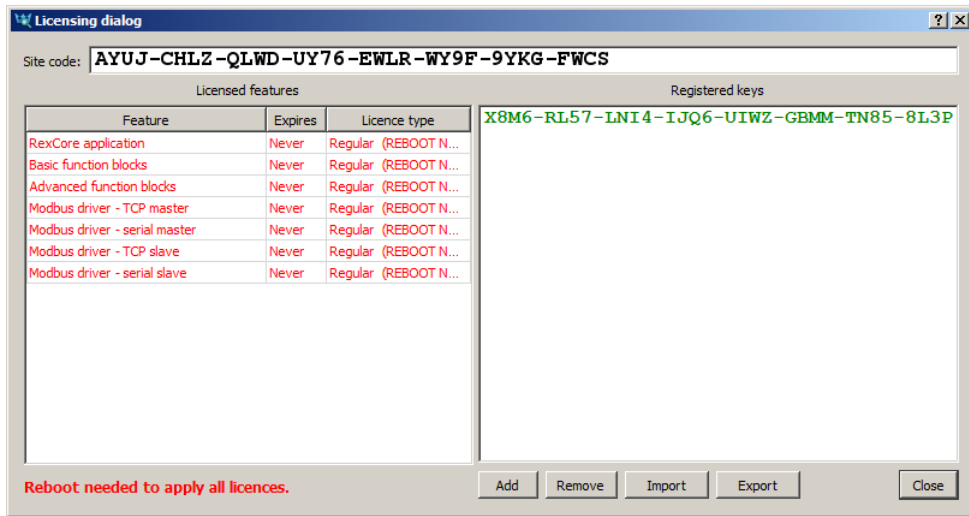 Licensing dialog
Site code: AYUJ-CHLZ-QLWD-UY76-EWLR-WY9F-9YKG-FWCS
Licensed features
Registered keys
Feature Expires Licence type
RexCore application Never Regular (REBOOT N...
Basic function blocks Never Regular (REBOOT N...
Advanced function blocks Never Regular (REBOOT N...
Modbus driver - TCP master Never Regular (REBOOT N...
Modbus driver - serial master Never Regular (REBOOT N...
Modbus driver - TCP slave Never Regular (REBOOT N...
Modbus driver - serial slave Never Regular (REBOOT N...
X8M6-RL57-LNI4-IJQ6-UIWZ-GBMM-TN85-8L3P
Reboot needed to apply all licences.
Add Remove Import Export Close